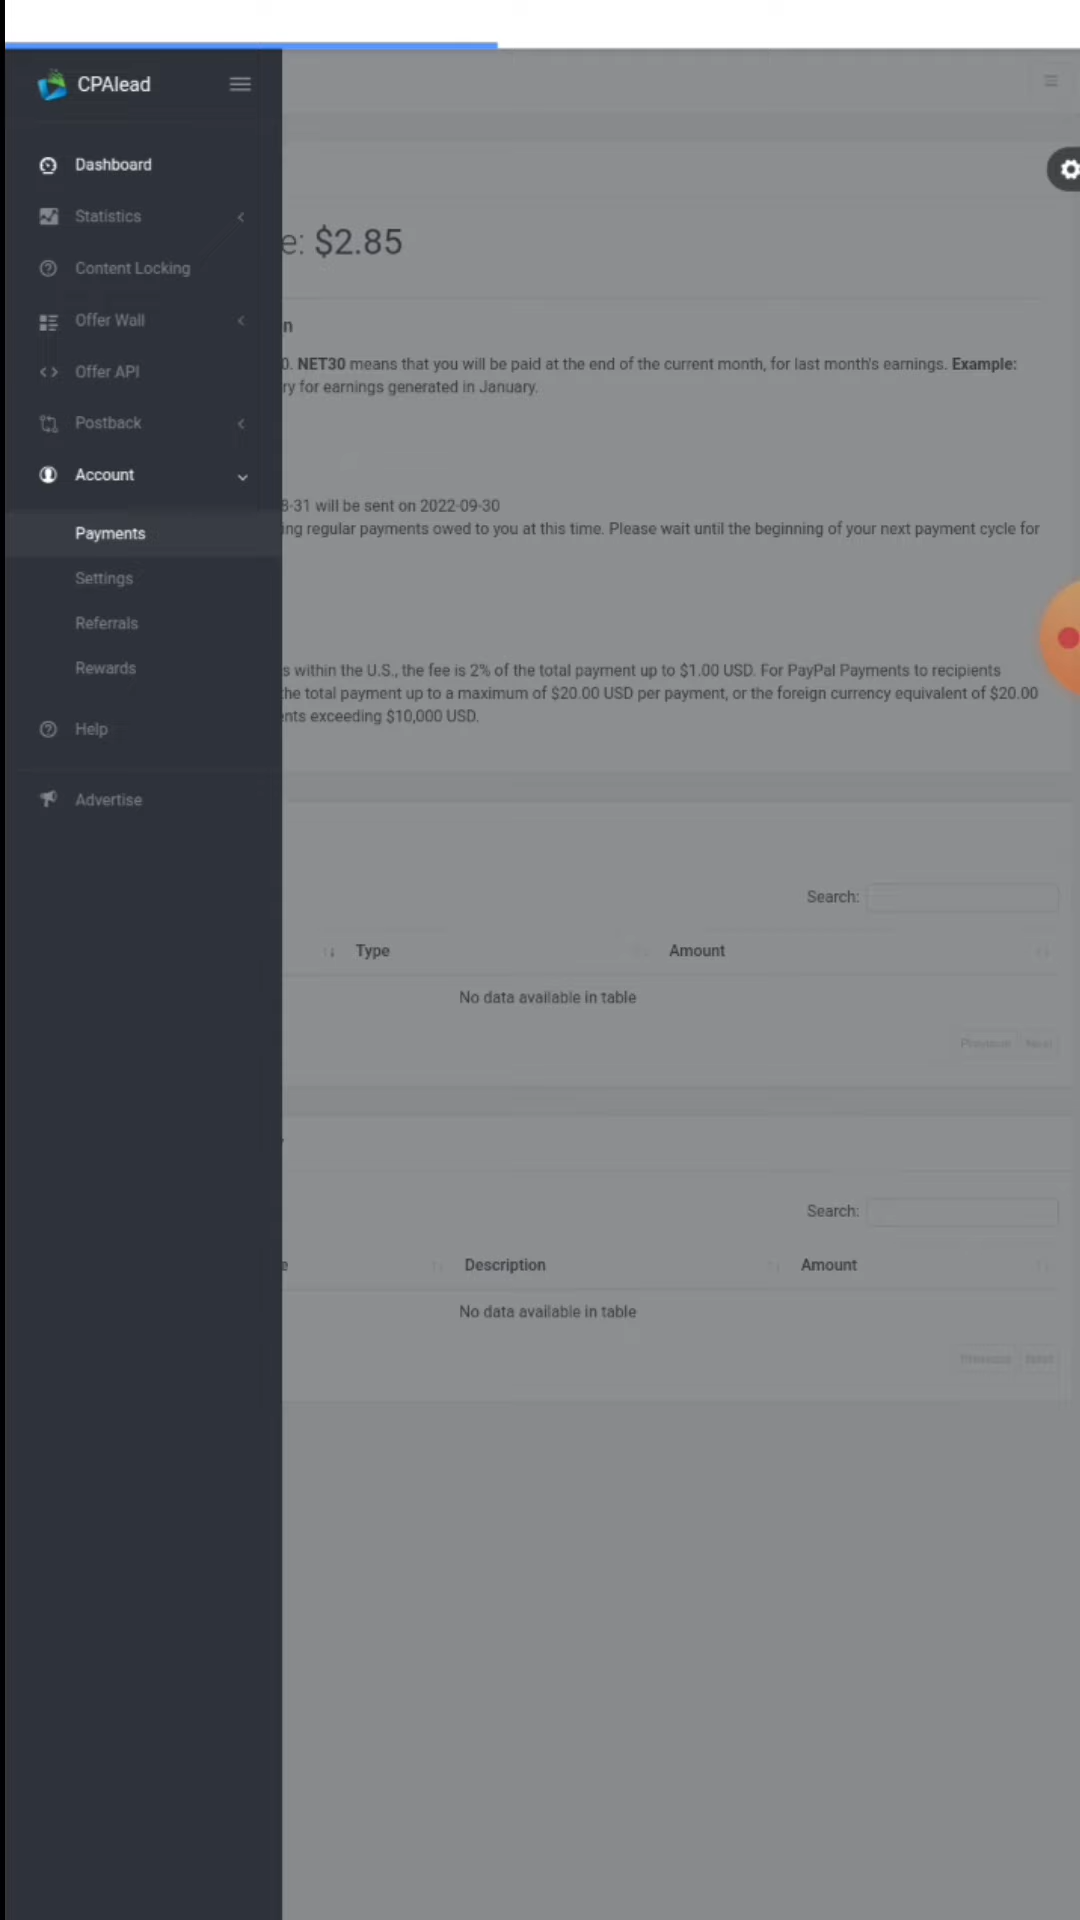 CPAlead
Dashboard
Statistics
Content Locking
Offer Wall
Offer API
Postback
Account
Payments
Settings
Referrals
Rewards
Help
Advertise
e: $2.85
n
0. NET30 means that you will be paid at the end of the current month, for last month's earnings. Example:
ry for earnings generated in January.
8-31 will be sent on 2022-09-30
ing regular payments owed to you at this time. Please wait until the beginning of your next payment cycle for
s within the U.S., the fee is 2% of the total payment up to $1.00 USD. For PayPal Payments to recipients
the total payment up to a maximum of $20.00 USD per payment, or the foreign currency equivalent of $20.00
ents exceeding $10,000 USD.
Search:
Type Amount
No data available in table
Previous Next
Search:
e Description Amount
No data available in table
Previous Next